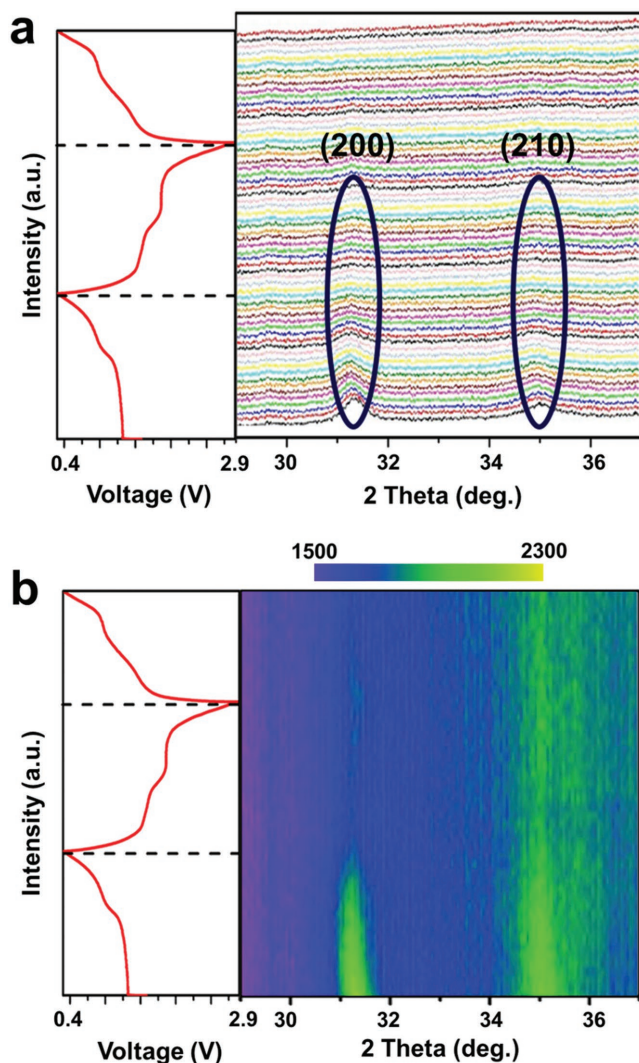 a
(200) (210)
Intensity (a.u.)
0.4 2.9 30 32 34 36
Voltage (V) 2 Theta (deg.)
1500 2300
b
Intensity (a.u.)
0.4 2.9 30 32 34 36
Voltage (V) 2 Theta (deg.)